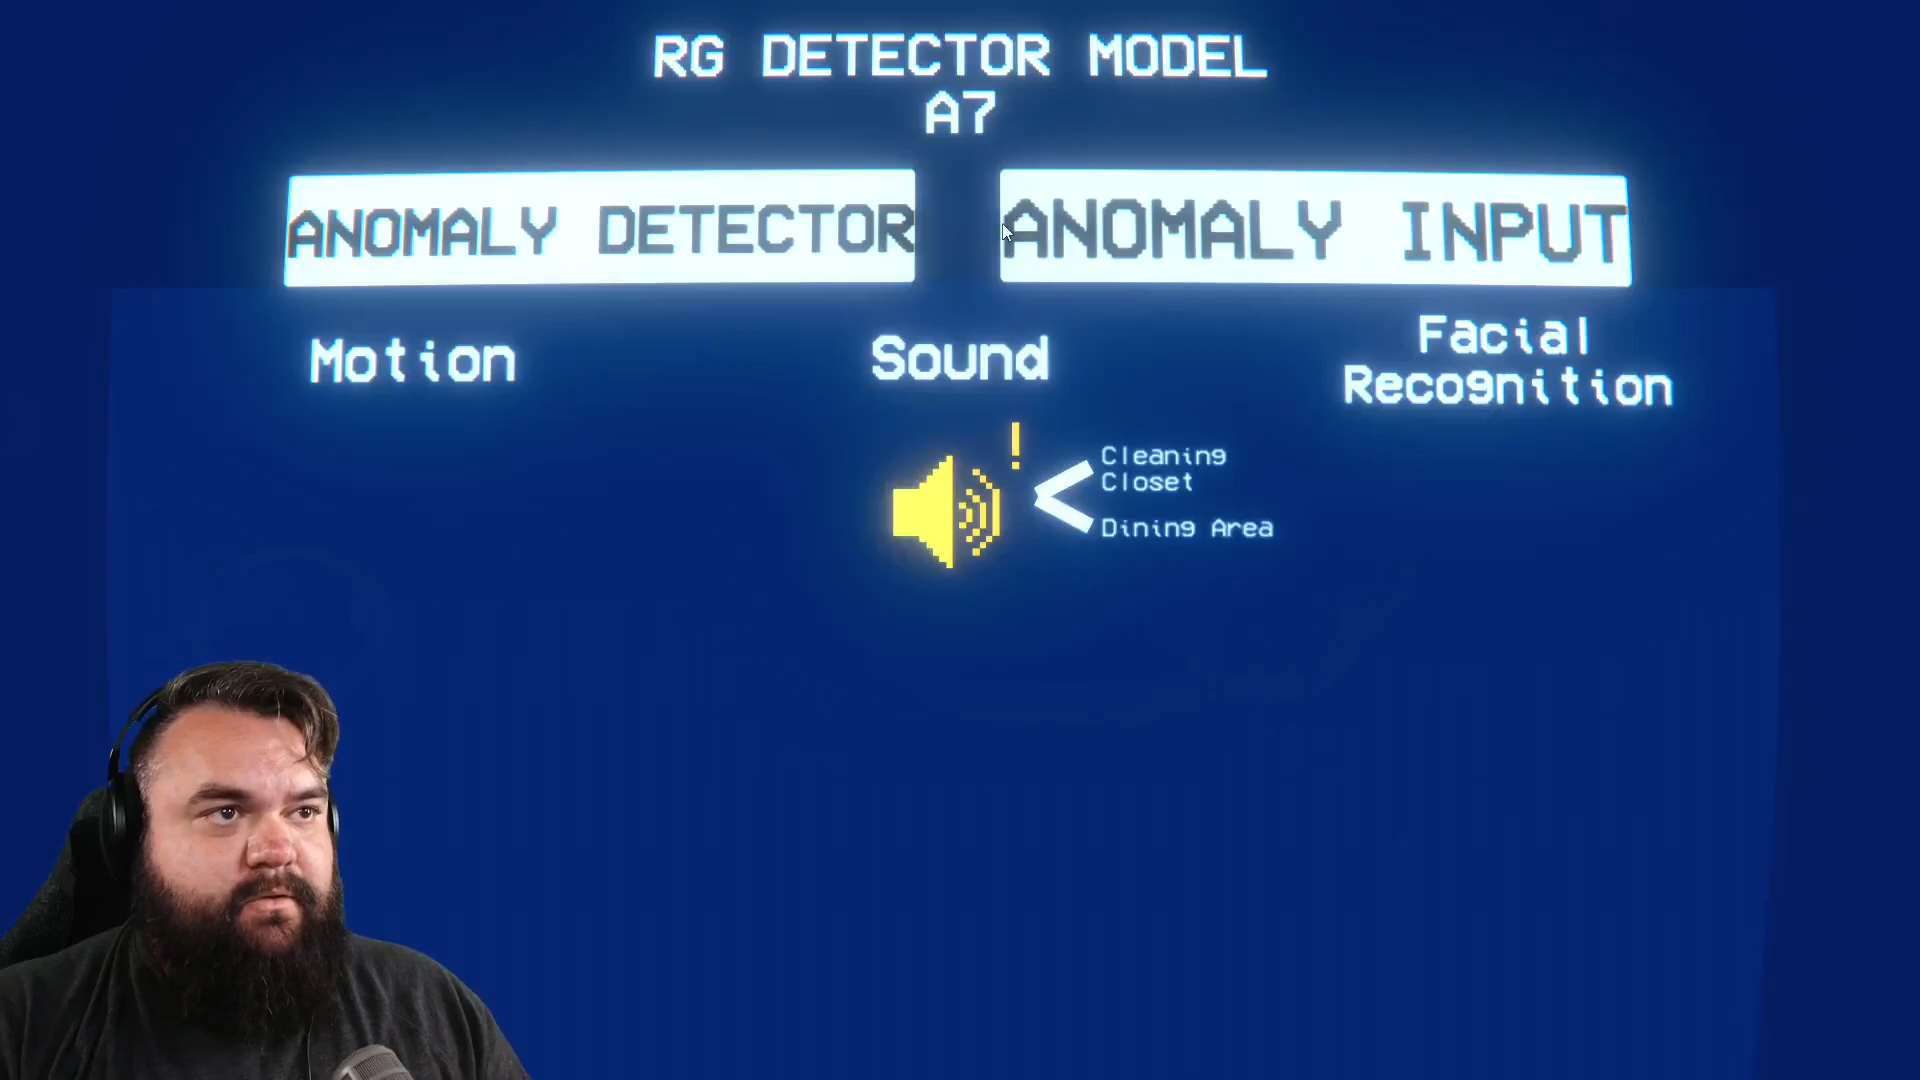 RG DETECTOR MODEL
A7
ANOMALY DETECTOR
ANOMALY INPUT
Motion
Sound
Facial
Recognition
!
Cleaning
Closet
Dining Area